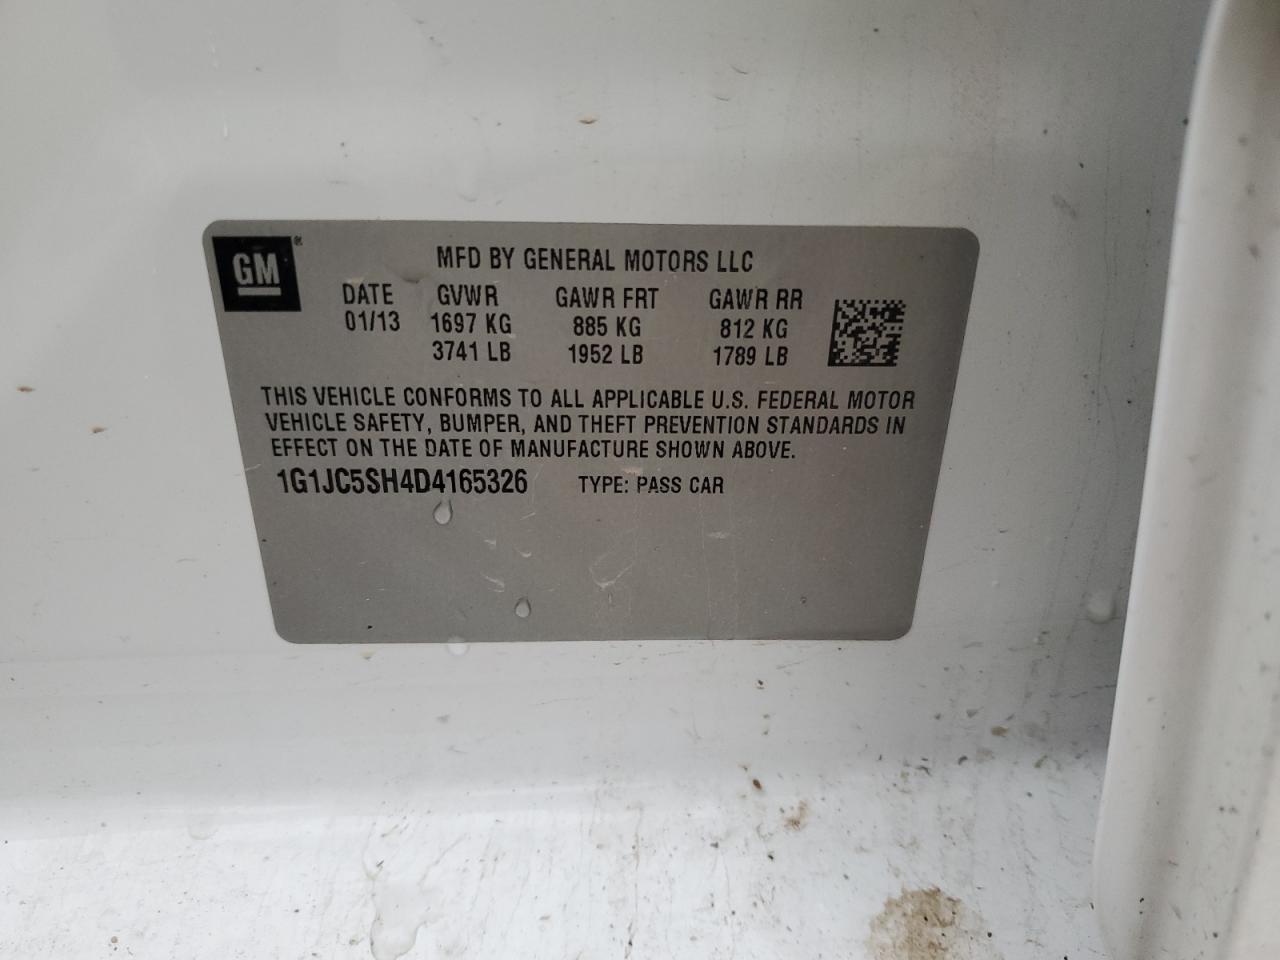 GM®
MFD BY GENERAL MOTORS LLC
DATE GVWR GAWR FRT GAWR RR
01/13 1697 KG 885 KG 812 KG
3741 LB 1952 LB 1789 LB
THIS VEHICLE CONFORMS TO ALL APPLICABLE U.S. FEDERAL MOTOR
VEHICLE SAFETY, BUMPER, AND THEFT PREVENTION STANDARDS IN
EFFECT ON THE DATE OF MANUFACTURE SHOWN ABOVE.
1G1JC5SH4D4165326 TYPE: PASS CAR